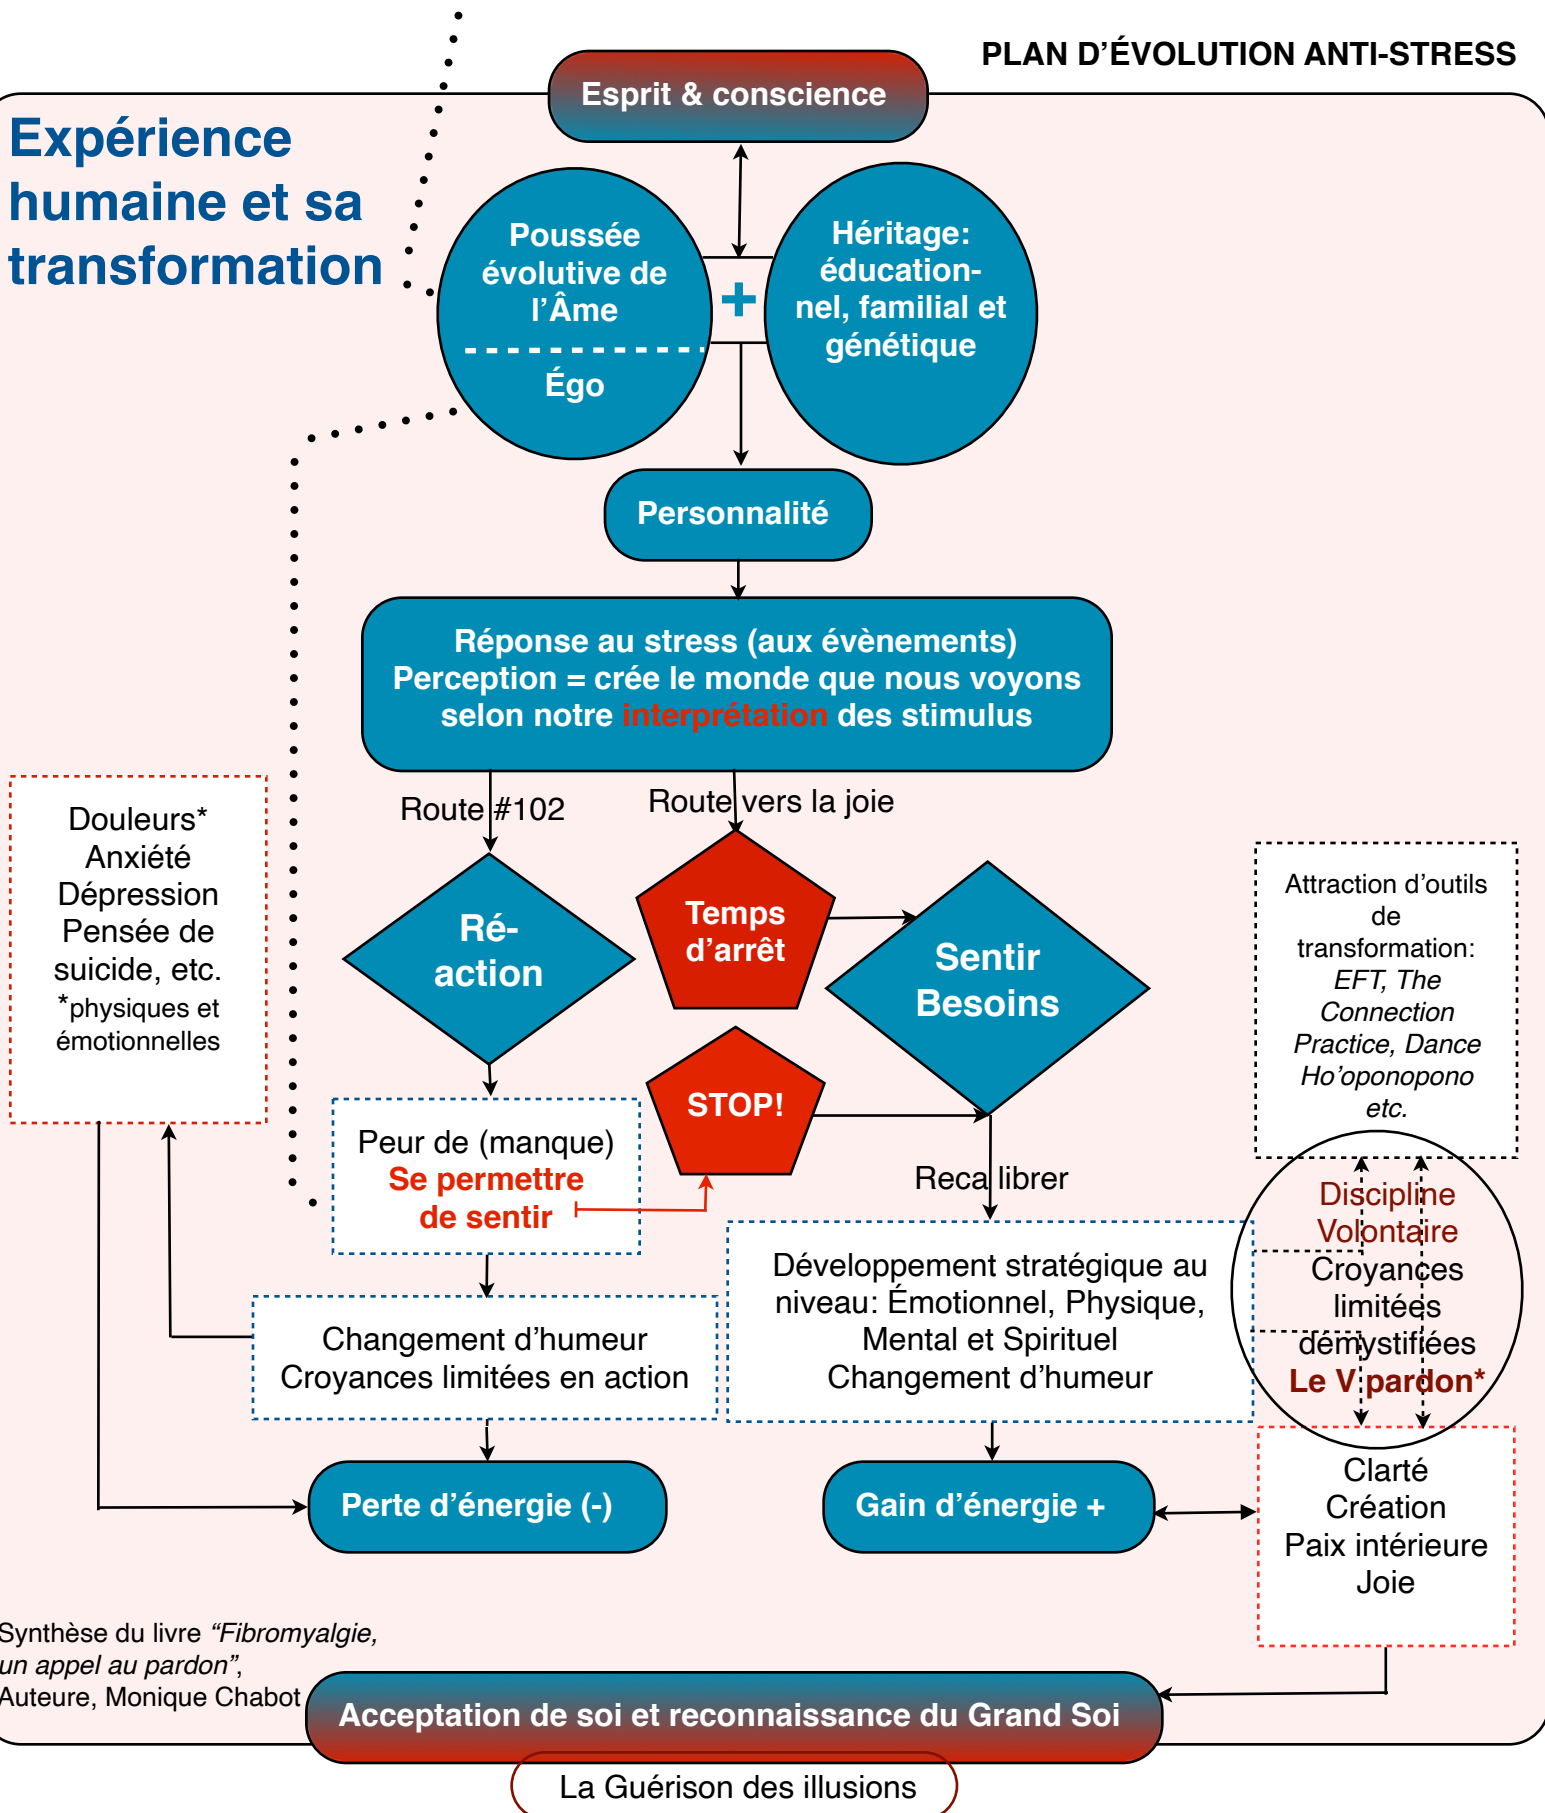 PLAN D’ÉVOLUTION ANTI-STRESS
Esprit & conscience
Expérience
humaine et sa
transformation
Poussée
évolutive de
l’Âme
Égo
+
Héritage:
éducation-
nel, familial et
génétique
Personnalité
Réponse au stress (aux évènements)
Perception = crée le monde que nous voyons
selon notre interprétation des stimulus
Route #102
Route vers la joie
Douleurs*
Anxiété
Dépression
Pensée de
suicide, etc.
*physiques et
émotionnelles
Ré-
action
Temps
d’arrêt
Sentir
Besoins
Attraction d’outils
de
transformation:
EFT, The
Connection
Practice, Dance
Ho’oponopono
etc.
STOP!
Peur de (manque)
Se permettre
de sentir
Reca librer
Discipline
Volontaire
Croyances
limitées
démystifiées
Le V pardon*
Changement d’humeur
Croyances limitées en action
Développement stratégique au
niveau: Émotionnel, Physique,
Mental et Spirituel
Changement d’humeur
Perte d’énergie (-)
Gain d’énergie +
Clarté
Création
Paix intérieure
Joie
Synthèse du livre “Fibromyalgie,
un appel au pardon”,
Auteure, Monique Chabot
Acceptation de soi et reconnaissance du Grand Soi
La Guérison des illusions